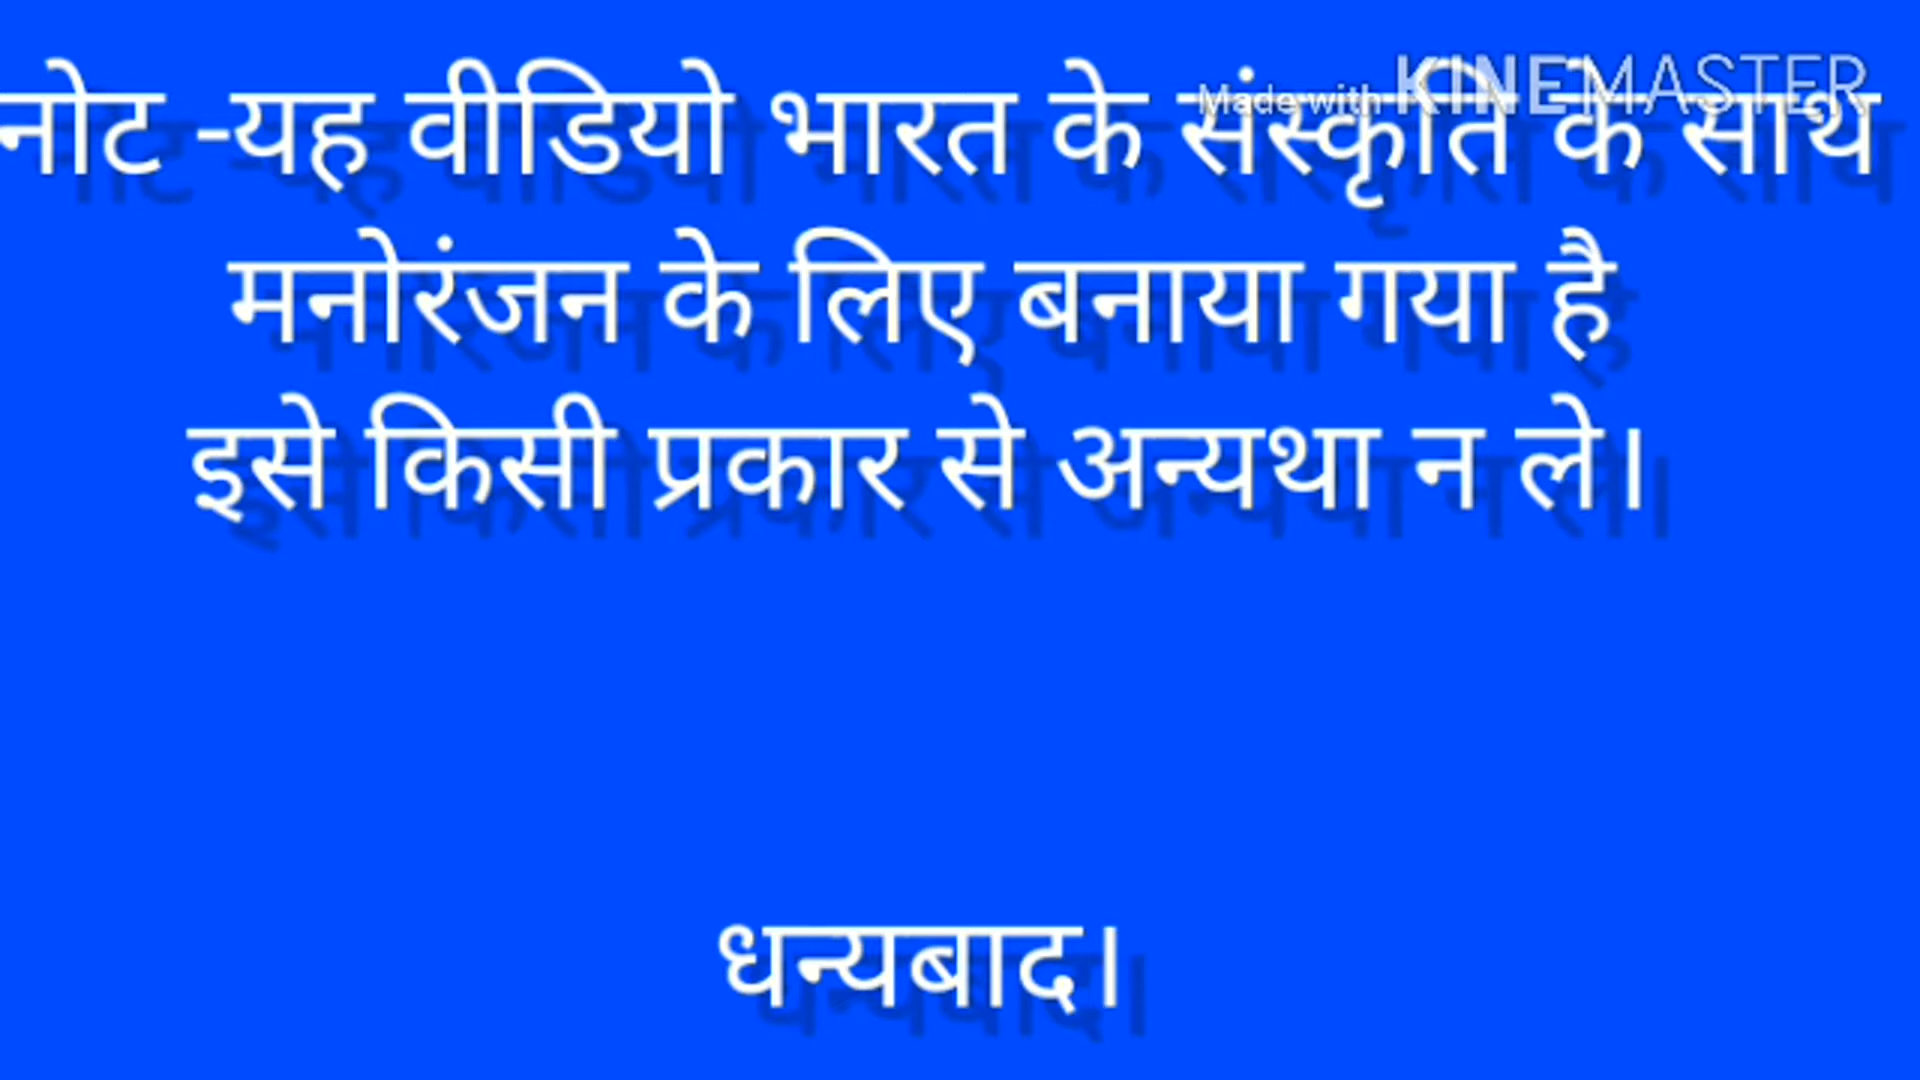 नोट -यह वीडियो भारत के संस्कृति के साथ
Made with KINEMASTER
मनोरंजन के लिए बनाया गया है
इसे किसी प्रकार से अन्यथा न ले।
धन्यबाद।